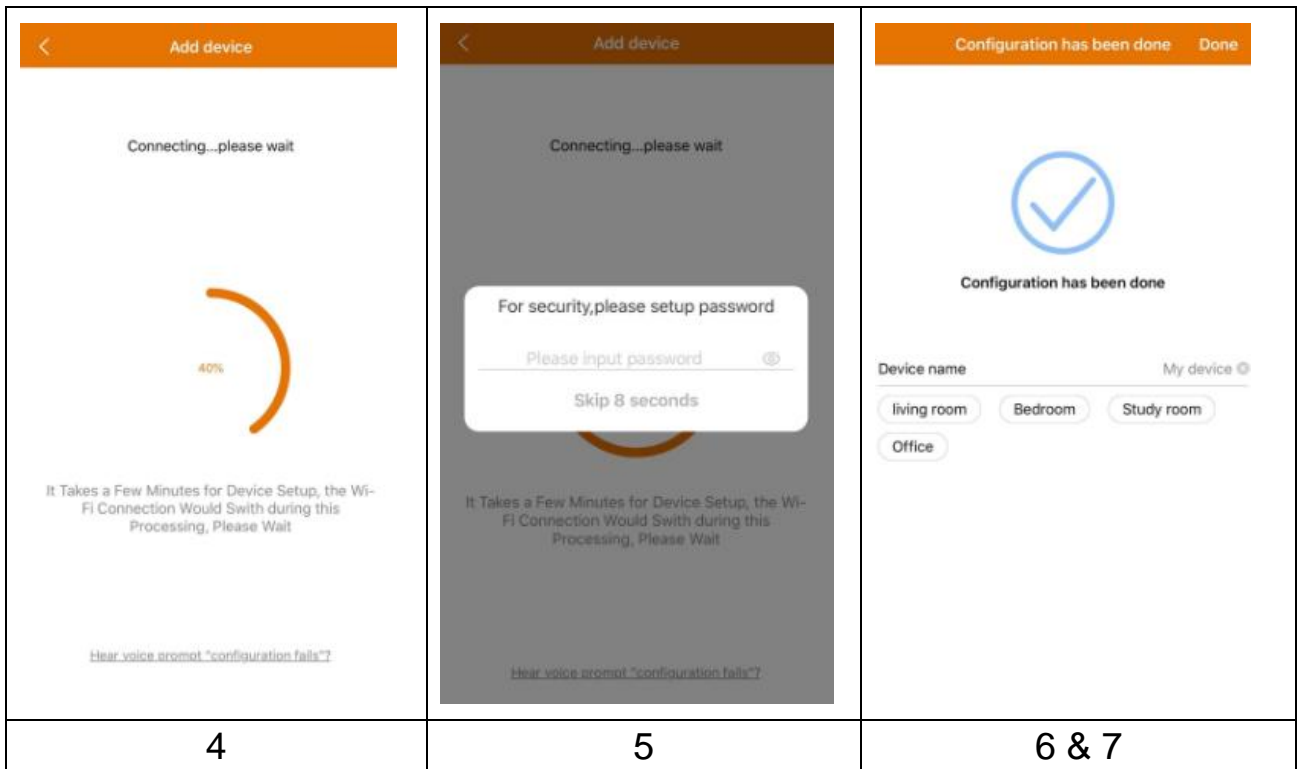 Add device
Connecting...please wait
40%
It Takes a Few Minutes for Device Setup, the Wi-
Fi Connection Would Swith during this
Processing, Please Wait
Hear voice prompt "configuration fails"?
4
Add device
Connecting...please wait
For security,please setup password
Please input password
Skip 8 seconds
It Takes a Few Minutes for Device Setup, the Wi-
Fi Connection Would Swith during this
Processing, Please Wait
Hear voice prompt "configuration fails"?
5
Configuration has been done Done
Configuration has been done
Device name My device
living room Bedroom Study room
Office
6 & 7